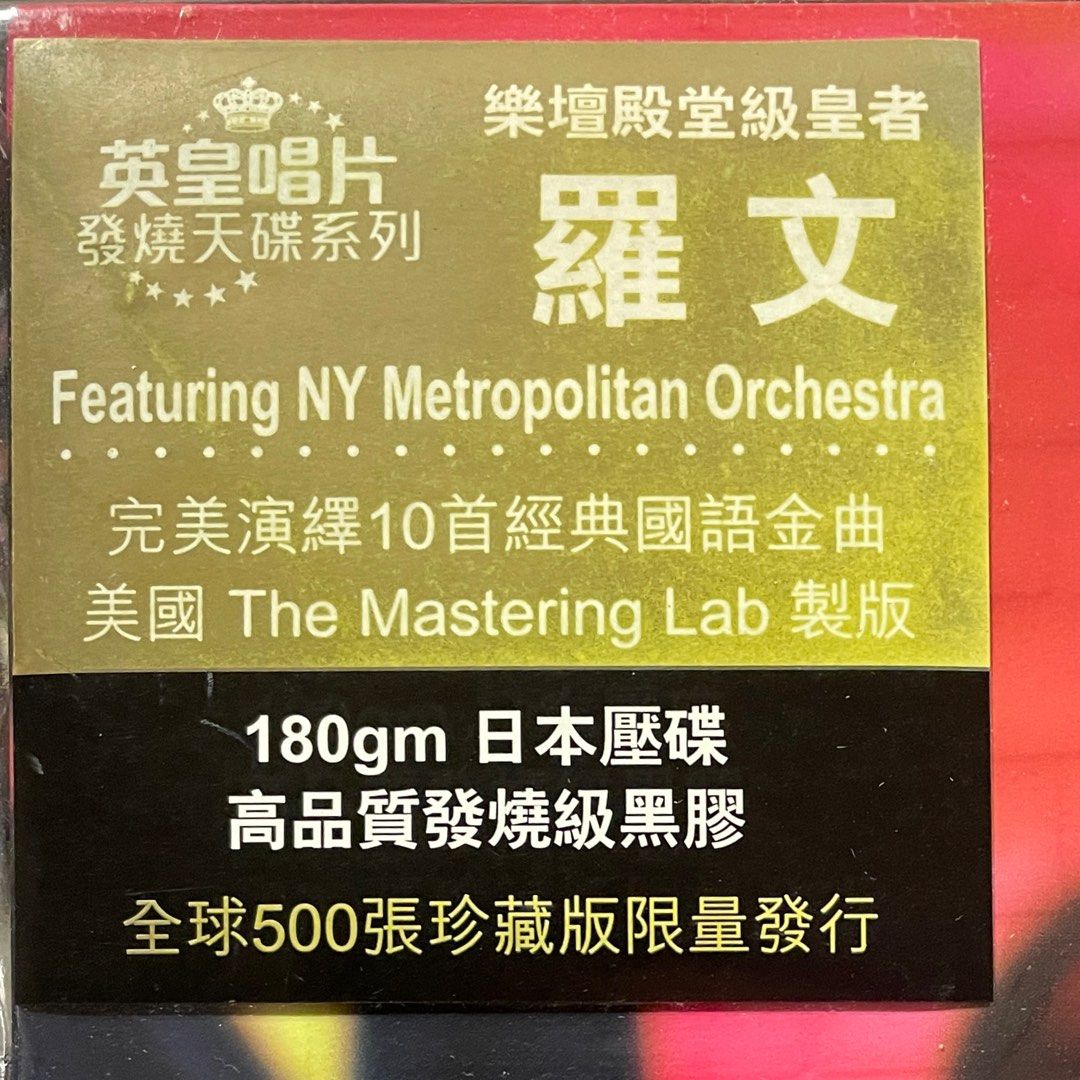 英皇唱片
發燒天碟系列
樂壇殿堂級皇者
羅文
Featuring NY Metropolitan Orchestra
完美演繹10首經典國語金曲
美國 The Mastering Lab 製版
180gm 日本壓碟
高品質發燒級黑膠
全球500張珍藏版限量發行